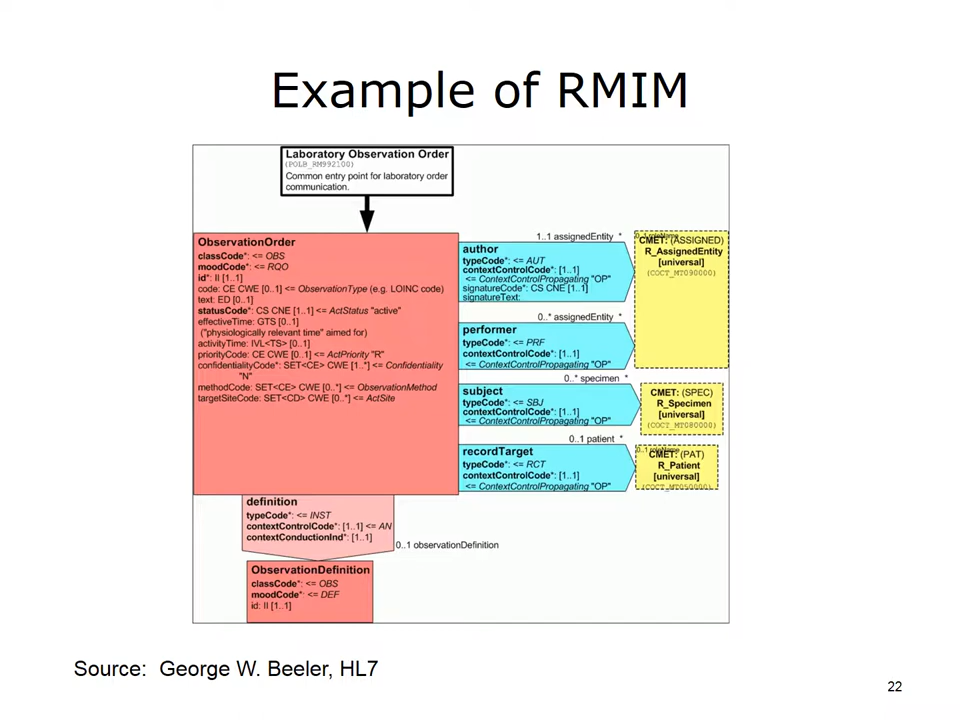 Example of RMIM
Laboratory Observation Order
(POLB_RM992100)
Common entry point for laboratory order
communication.
ObservationOrder
classCode*: <= OBS
moodCode*: <= RQO
id*: II [1..1]
code: CE CWE [0..1] <= ObservationType (e.g. LOINC code)
text: ED [0..1]
statusCode*: CS CNE [1..1] <= ActStatus "active"
effectiveTime: GTS [0..1]
("physiologically relevant time" aimed for)
activityTime: IVL<TS> [0..1]
priorityCode: CE CWE [0..1] <= ActPriority "R"
confidentialityCode*: SET<CE> CWE [1..*] <= Confidentiality
"N"
methodCode: SET<CE> CWE [0..*] <= ObservationMethod
targetSiteCode: SET<CD> CWE [0..*] <= ActSite
1..1 assignedEntity *
author
typeCode*: <= AUT
contextControlCode*: [1..1]
<= ContextControlPropagating "OP"
signatureCode*: CS CNE [1..1]
signatureText:
0..* assignedEntity *
performer
typeCode*: <= PRF
contextControlCode*: [1..1]
<= ContextControlPropagating "OP"
0..* specimen *
subject
typeCode*: <= SBJ
contextControlCode*: [1..1]
<= ContextControlPropagating "OP"
0..1 patient *
recordTarget
typeCode*: <= RCT
contextControlCode*: [1..1]
<= ContextControlPropagating "OP"
0..1 roleName
CMET: (ASSIGNED)
R_AssignedEntity
[universal]
(COCT_MT090000)
CMET: (SPEC)
R_Specimen
[universal]
(COCT_MT080000)
0..1 roleName
CMET: (PAT)
R_Patient
[universal]
(COCT_MT050000)
definition
typeCode*: <= INST
contextControlCode*: [1..1] <= AN
contextConductionInd*: [1..1]
0..1 observationDefinition
ObservationDefinition
classCode*: <= OBS
moodCode*: <= DEF
id: II [1..1]
Source: George W. Beeler, HL7
22